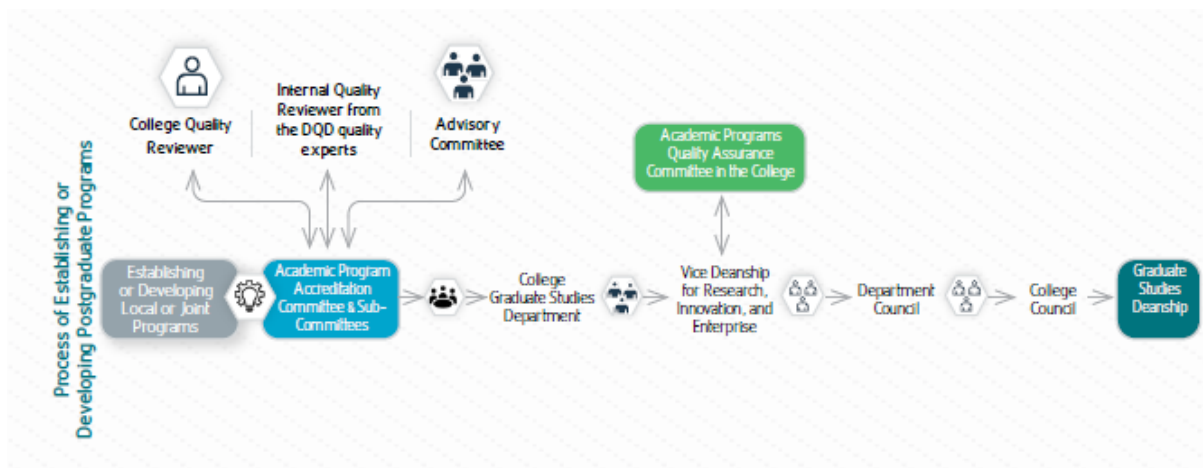 Process of Establishing or
Developing Postgraduate Programs
College Quality
Reviewer
Internal Quality
Reviewer from
the DQD quality
experts
Advisory
Committee
Academic Programs
Quality Assurance
Committee in the College
Establishing
or Developing
Local or Joint
Programs
Academic Program
Accreditation
Committee & Sub-
Committees
College
Graduate Studies
Department
Vice Deanship
for Research,
Innovation, and
Enterprise
Department
Council
College
Council
Graduate
Studies
Deanship